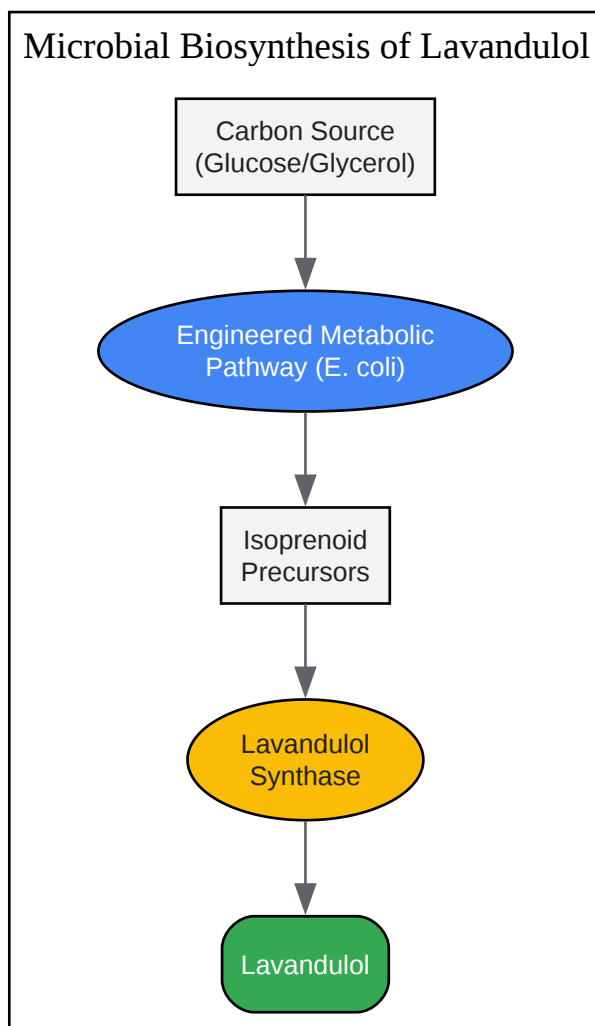 Microbial Biosynthesis of Lavandulol
Carbon Source
(Glucose/Glycerol)
Engineered Metabolic
Pathway (E. coli)
Isoprenoid
Precursors
Lavandulol
Synthase
Lavandulol